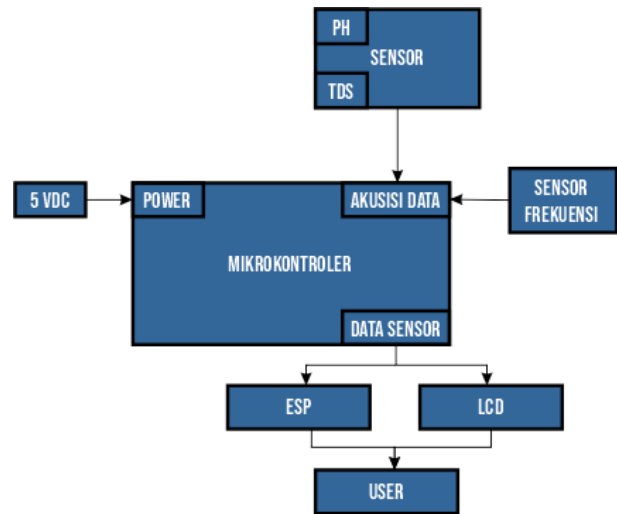 PH
SENSOR
TDS
5 VDC
POWER
AKUSISI DATA
SENSOR
FREKUENSI
MIKROKONTROLER
DATA SENSOR
ESP
LCD
USER